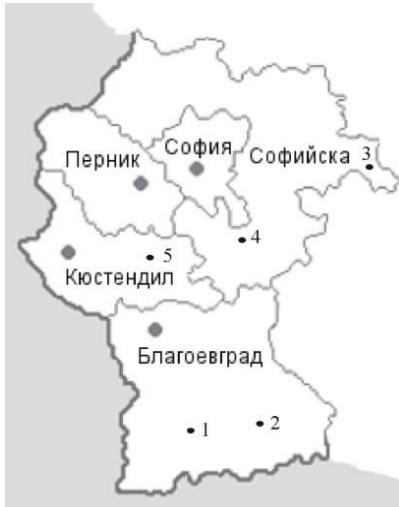 София
Перник
Софийска
3
4
5
Кюстендил
Благоевград
1
2